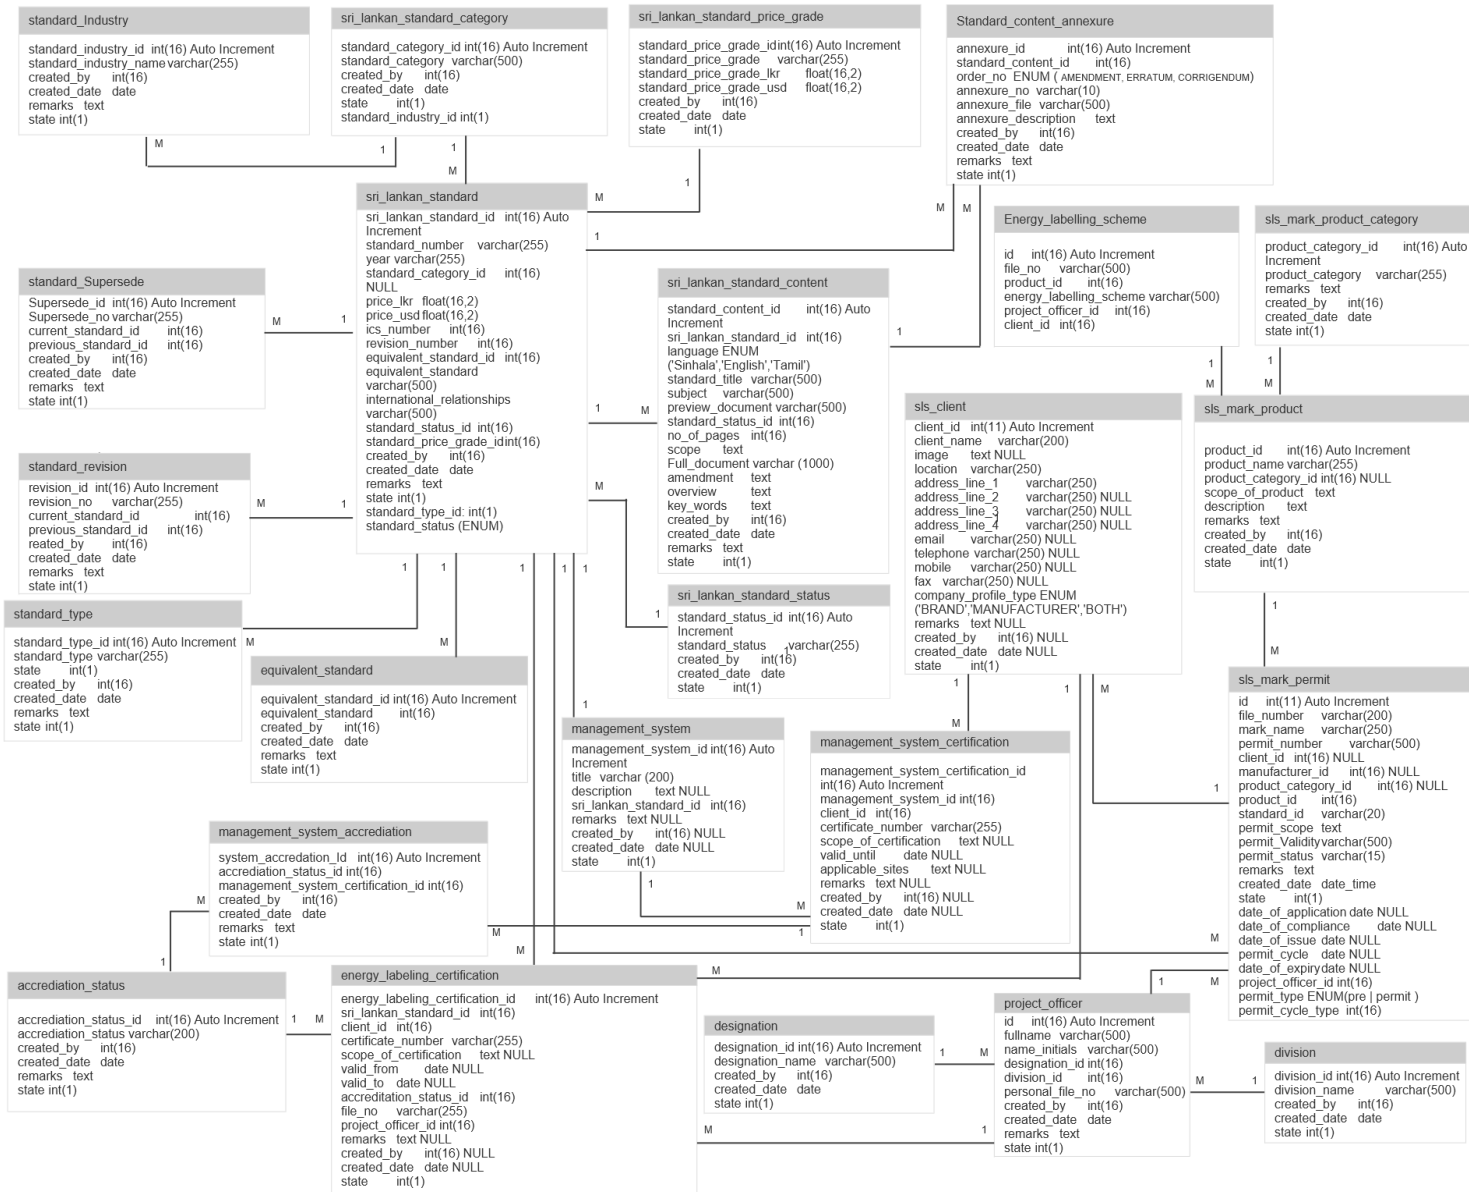 standard_Industry
standard_industry_id int(16) Auto Increment
standard_industry_name varchar(255)
created_by int(16)
created_date date
remarks text
state int(1)
sri_lankan_standard_category
standard_category_id int(16) Auto Increment
standard_category varchar(500)
created_by int(16)
created_date date
state int(1)
standard_industry_id int(1)
sri_lankan_standard_price_grade
standard_price_grade_id int(16) Auto Increment
standard_price_grade varchar(255)
standard_price_grade_lkr float(16,2)
standard_price_grade_usd float(16,2)
created_by int(16)
created_date date
state int(1)
Standard_content_annexure
annexure_id int(16) Auto Increment
standard_content_id int(16)
order_no ENUM ( AMENDMENT, ERRATUM, CORRIGENDUM)
annexure_no varchar(10)
annexure_file varchar(500)
annexure_description text
created_by int(16)
created_date date
remarks text
state int(1)
M
1
1
M
1
M
1
M
M
sri_lankan_standard
sri_lankan_standard_id int(16) Auto
Increment
standard_number varchar(255)
year varchar(255)
standard_category_id int(16)
NULL
price_lkr float(16,2)
price_usd float(16,2)
ics_number int(16)
revision_number int(16)
equivalent_standard_id int(16)
equivalent_standard
varchar(500)
international_relationships
varchar(500)
standard_status_id int(16)
standard_price_grade_id int(16)
created_by int(16)
created_date date
remarks text
state int(1)
standard_type_id: int(1)
standard_status (ENUM)
Energy_labelling_scheme
id int(16) Auto Increment
file_no varchar(500)
product_id int(16)
energy_labelling_scheme varchar(500)
project_officer_id int(16)
client_id int(16)
sls_mark_product_category
product_category_id int(16) Auto
Increment
product_category varchar(255)
remarks text
created_by int(16)
created_date date
state int(1)
standard_Supersede
Supersede_id int(16) Auto Increment
Supersede_no varchar(255)
current_standard_id int(16)
previous_standard_id int(16)
created_by int(16)
created_date date
remarks text
state int(1)
M
1
sri_lankan_standard_content
standard_content_id int(16) Auto
Increment
sri_lankan_standard_id int(16)
language ENUM
('Sinhala','English','Tamil')
standard_title varchar(500)
subject varchar(500)
preview_document varchar(500)
standard_status_id int(16)
no_of_pages int(16)
scope text
Full_document varchar (1000)
amendment text
overview text
key_words text
created_by int(16)
created_date date
remarks text
state int(1)
1
1
M
1
M
1
M
sls_client
client_id int(11) Auto Increment
client_name varchar(200)
image text NULL
location varchar(250)
address_line_1 varchar(250)
address_line_2 varchar(250) NULL
address_line_3 varchar(250) NULL
address_line_4 varchar(250) NULL
1
email varchar(250) NULL
telephone varchar(250) NULL
mobile varchar(250) NULL
fax varchar(250) NULL
company_profile_type ENUM
('BRAND','MANUFACTURER','BOTH')
remarks text NULL
created_by int(16) NULL
created_date date NULL
state int(1)
sls_mark_product
product_id int(16) Auto Increment
product_name varchar(255)
product_category_id int(16) NULL
scope_of_product text
description text
remarks text
created_by int(16)
created_date date
state int(1)
standard_revision
revision_id int(16) Auto Increment
revision_no varchar(255)
current_standard_id int(16)
previous_standard_id int(16)
reated_by int(16)
created_date date
remarks text
state int(1)
M
1
M
1
1
1
1
1
1
standard_type
standard_type_id int(16) Auto Increment
standard_type varchar(255)
state int(1)
created_by int(16)
created_date date
remarks text
state int(1)
M
M
equivalent_standard
equivalent_standard_id int(16) Auto Increment
equivalent_standard int(16)
created_by int(16)
created_date date
remarks text
state int(1)
sri_lankan_standard_status
standard_status_id int(16) Auto
Increment
standard_status varchar(255)
1
created_by int(16)
created_date date
state int(1)
1
M
sls_mark_permit
id int(11) Auto Increment
file_number varchar(200)
mark_name varchar(250)
permit_number varchar(500)
client_id int(16) NULL
manufacturer_id int(16) NULL
product_category_id int(16) NULL
product_id int(16)
standard_id varchar(20)
permit_scope text
permit_Validity varchar(500)
permit_status varchar(15)
remarks text
created_date date_time
state int(1)
date_of_application date NULL
date_of_compliance date NULL
date_of_issue date NULL
permit_cycle date NULL
date_of_expiry date NULL
project_officer_id int(16)
permit_type ENUM(pre | permit )
permit_cycle_type int(16)
1
1
M
1
M
1
management_system
management_system_id int(16) Auto
Increment
title varchar (200)
description text NULL
sri_lankan_standard_id int(16)
remarks text NULL
created_by int(16) NULL
created_date date NULL
state int(1)
management_system_certification
management_system_certification_id
int(16) Auto Increment
management_system_id int(16)
client_id int(16)
certificate_number varchar(255)
scope_of_certification text NULL
valid_until date NULL
applicable_sites text NULL
remarks text NULL
created_by int(16) NULL
created_date date NULL
state int(1)
management_system_accrediation
system_accredation_Id int(16) Auto Increment
accrediation_status_id int(16)
management_system_certification_id int(16)
created_by int(16)
created_date date
remarks text
state int(1)
1
M
M
M
1
M
M
1
M
1
M
accrediation_status
accrediation_status_id int(16) Auto Increment
accrediation_status varchar(200)
created_by int(16)
created_date date
remarks text
state int(1)
1
M
energy_labeling_certification
energy_labeling_certification_id int(16) Auto Increment
sri_lankan_standard_id int(16)
client_id int(16)
certificate_number varchar(255)
scope_of_certification text NULL
valid_from date NULL
valid_to date NULL
accreditation_status_id int(16)
file_no varchar(255)
project_officer_id int(16)
remarks text NULL
created_by int(16) NULL
created_date date NULL
state int(1)
designation
designation_id int(16) Auto Increment
designation_name varchar(500)
created_by int(16)
created_date date
state int(1)
1
M
project_officer
id int(16) Auto Increment
fullname varchar(500)
name_initials varchar(500)
designation_id int(16)
division_id int(16)
personal_file_no varchar(500)
created_by int(16)
created_date date
remarks text
state int(1)
M
1
M
1
division
division_id int(16) Auto Increment
division_name varchar(500)
created_by int(16)
created_date date
state int(1)